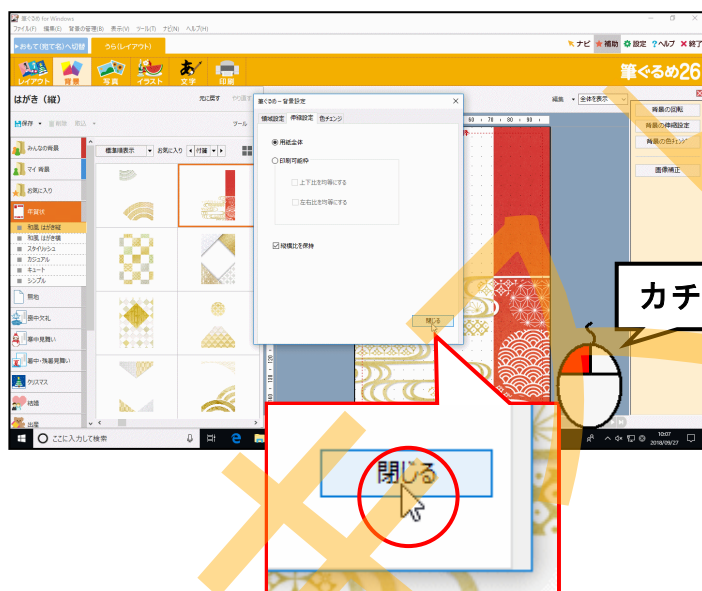 筆ぐるめ for Windows
ファイル(F) 編集(E) 背景の管理(B) 表示(V) ツール(T) ナビ(N) ヘルプ(H)
おもて(宛て名)へ切替 うら(レイアウト)
ナビ 補助 設定 ?ヘルプ ×終了
レイアウト 背景 写真 イラスト 文字 印刷
筆ぐるめ26
はがき（縦）
元に戻す やり直す
編集 全体を表示
保存 削除 取込
ツール
みんなの背景
マイ背景
お気に入り
年賀状
和風 はがき縦
和風 はがき横
スタイリッシュ
カジュアル
キュート
シンプル
無地
喪中欠礼
寒中見舞い
暑中・残暑見舞い
クリスマス
結婚
出産
標準順表示 お気に入り 付箋
筆ぐるめ - 背景設定
領域設定 伸縮設定 色チェンジ
用紙全体
印刷可能枠
上下比を均等にする
左右比を均等にする
縦横比を保持
閉じる
60 70 80 90
120
背景の回転
背景の伸縮設定
背景の色チェンジ
画像補正
カチ
閉じる
ここに入力して検索
10:07
2018/09/27